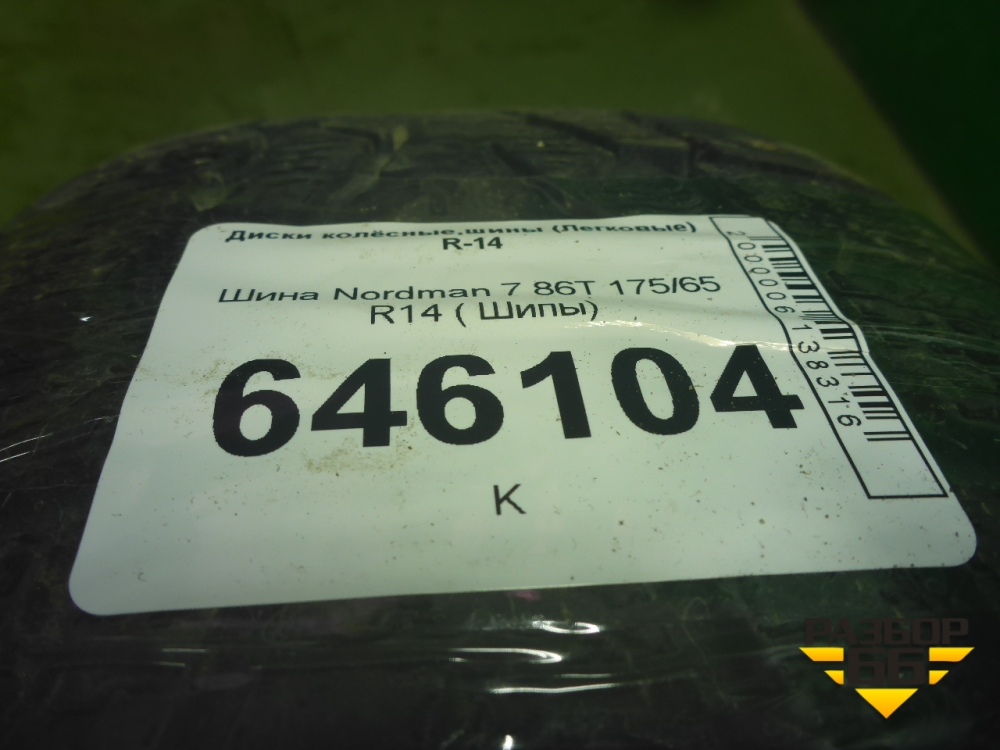 Диски колёсные,шины (Легковые)
R-14
Шина Nordman 7 86T 175/65
R14 ( Шипы)
646104
K
2000006138316
РАЗБОР
66